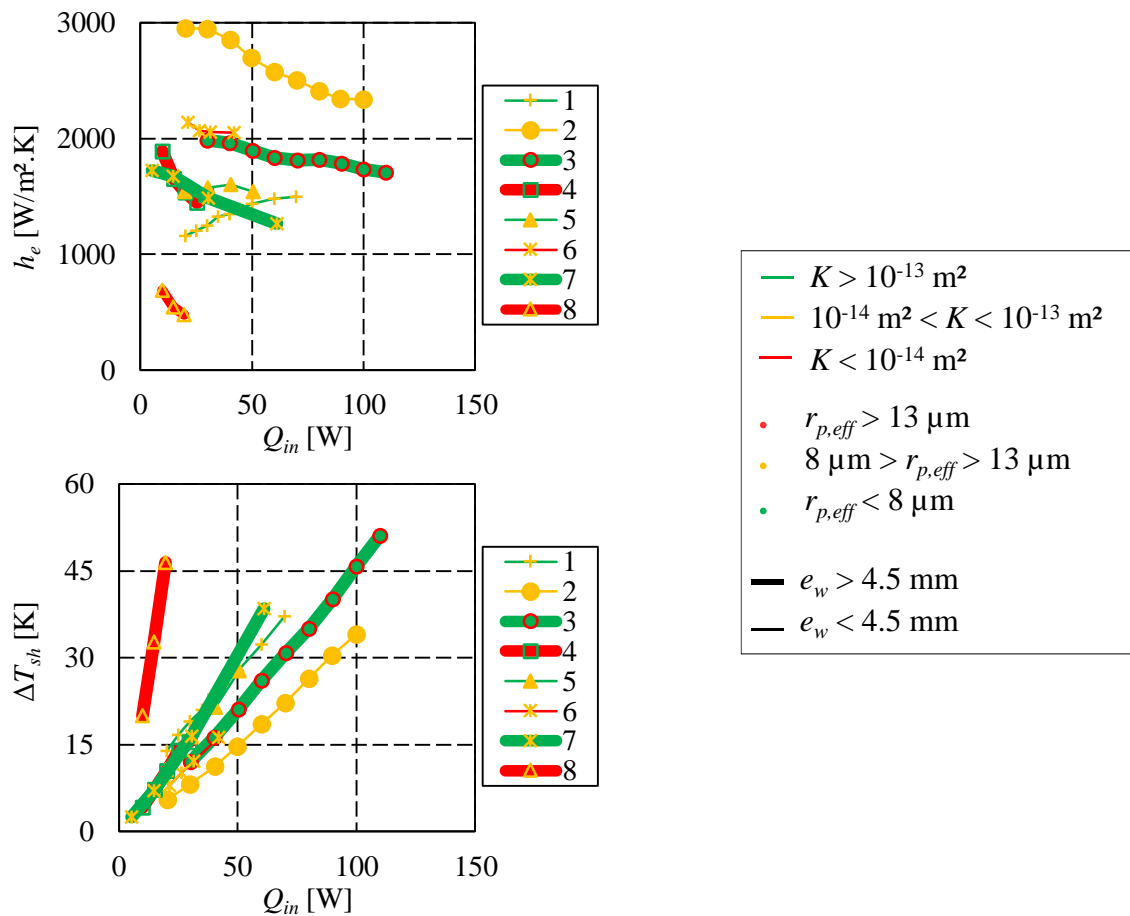 3000
2000
1000
0
h_e [W/m².K]
0 50 100 150
Q_in [W]
1
2
3
4
5
6
7
8
60
45
30
15
0
ΔT_sh [K]
0 50 100 150
Q_in [W]
1
2
3
4
5
6
7
8
K > 10⁻¹³ m²
10⁻¹⁴ m² < K < 10⁻¹³ m²
K < 10⁻¹⁴ m²
r_p,eff > 13 µm
8 µm > r_p,eff > 13 µm
r_p,eff < 8 µm
e_w > 4.5 mm
e_w < 4.5 mm